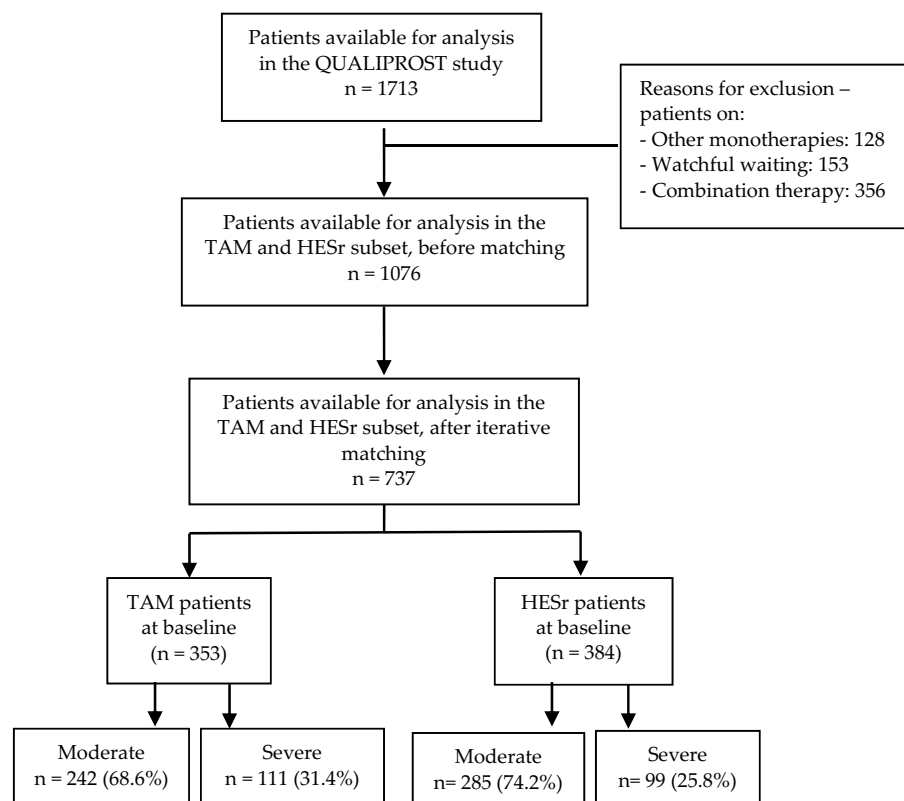 Patients available for analysis
in the QUALIPROST study
n = 1713
Reasons for exclusion –
patients on:
- Other monotherapies: 128
- Watchful waiting: 153
- Combination therapy: 356
Patients available for analysis in the
TAM and HESr subset, before matching
n = 1076
Patients available for analysis in the
TAM and HESr subset, after iterative
matching
n = 737
TAM patients
at baseline
(n = 353)
HESr patients
at baseline
(n = 384)
Moderate
n = 242 (68.6%)
Severe
n = 111 (31.4%)
Moderate
n= 285 (74.2%)
Severe
n= 99 (25.8%)